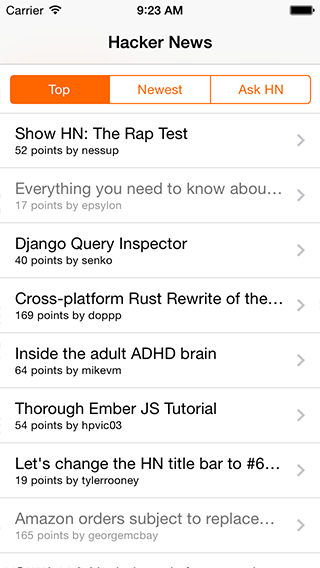 Carrier 9:23 AM
Hacker News
Top Newest Ask HN
Show HN: The Rap Test
52 points by nessup
Everything you need to know abou…
17 points by epsylon
Django Query Inspector
40 points by senko
Cross-platform Rust Rewrite of the…
169 points by doppp
Inside the adult ADHD brain
64 points by mikevm
Thorough Ember JS Tutorial
54 points by hpvic03
Let's change the HN title bar to #6…
19 points by tylerrooney
Amazon orders subject to replace…
165 points by georgemcbay